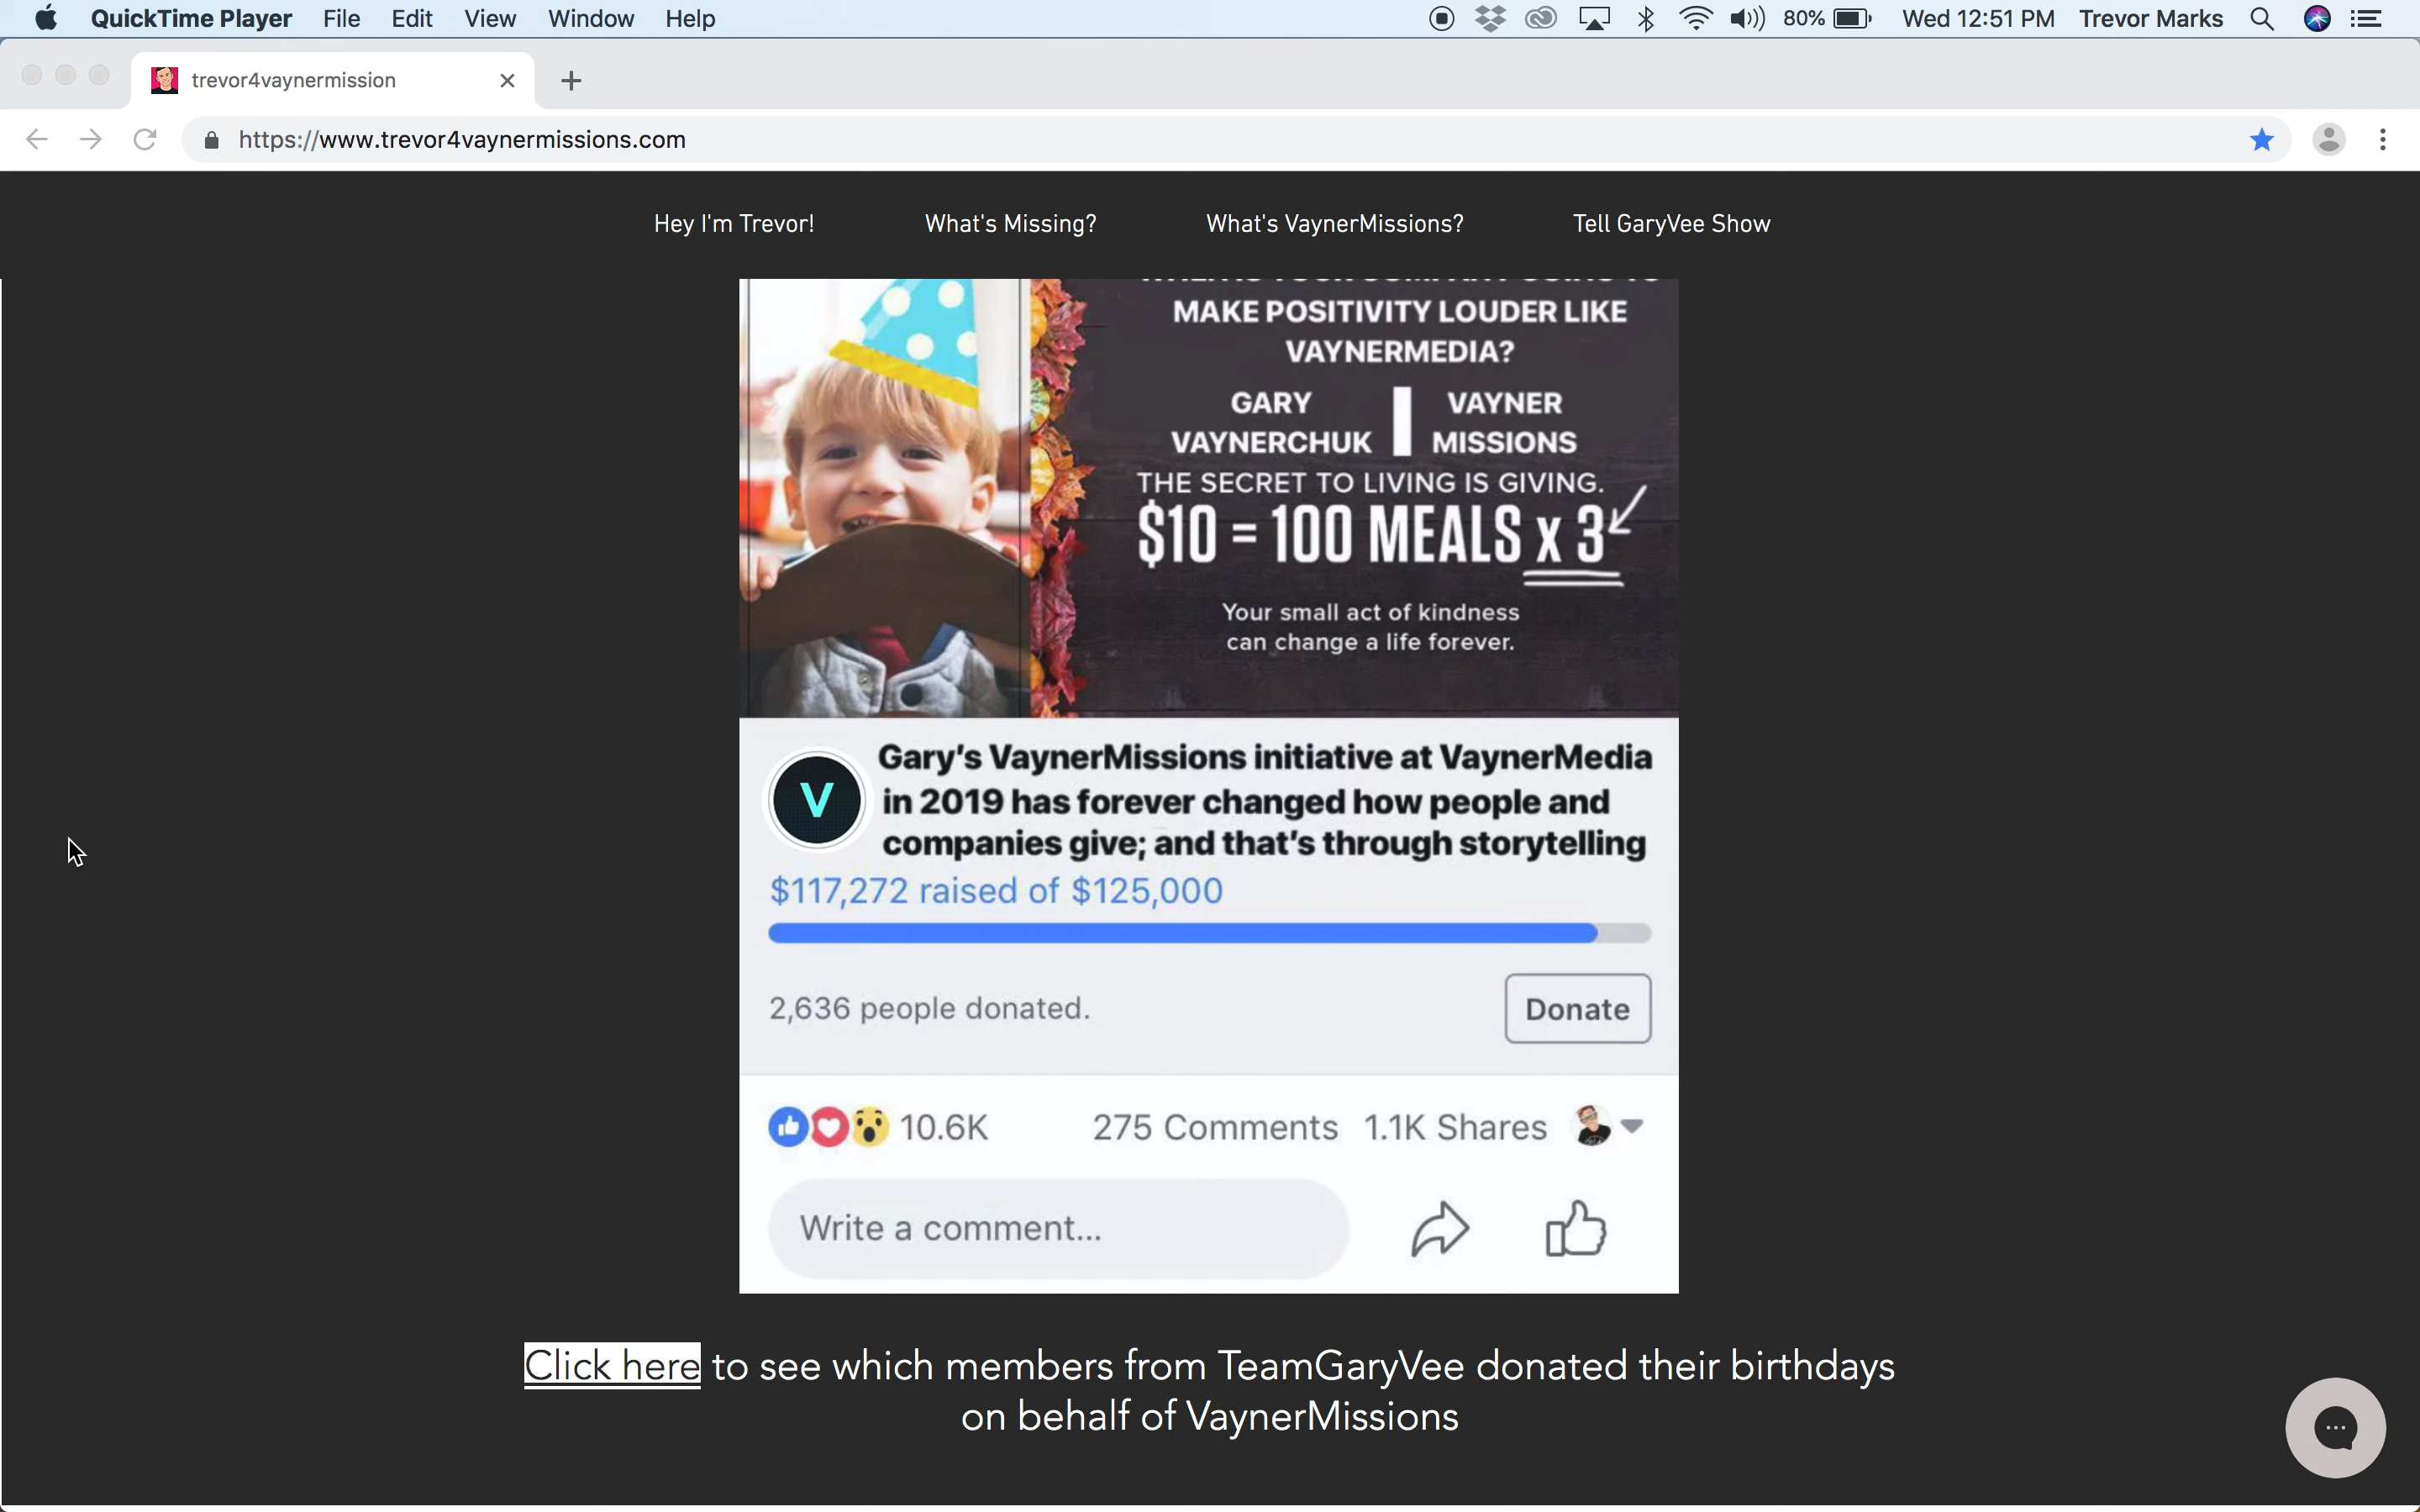 QuickTime Player File Edit View Window Help 80% Wed 12:51 PM Trevor Marks
trevor4vaynermission
https://www.trevor4vaynermissions.com
Hey I'm Trevor! What's Missing? What's VaynerMissions? Tell GaryVee Show
MAKE POSITIVITY LOUDER LIKE
VAYNERMEDIA?
GARY VAYNER
VAYNERCHUK MISSIONS
THE SECRET TO LIVING IS GIVING.
$10 = 100 MEALS x 3
Your small act of kindness
can change a life forever.
V
Gary's VaynerMissions initiative at VaynerMedia
in 2019 has forever changed how people and
companies give; and that's through storytelling
$117,272 raised of $125,000
2,636 people donated. Donate
10.6K 275 Comments 1.1K Shares
Write a comment...
Click here to see which members from TeamGaryVee donated their birthdays
on behalf of VaynerMissions